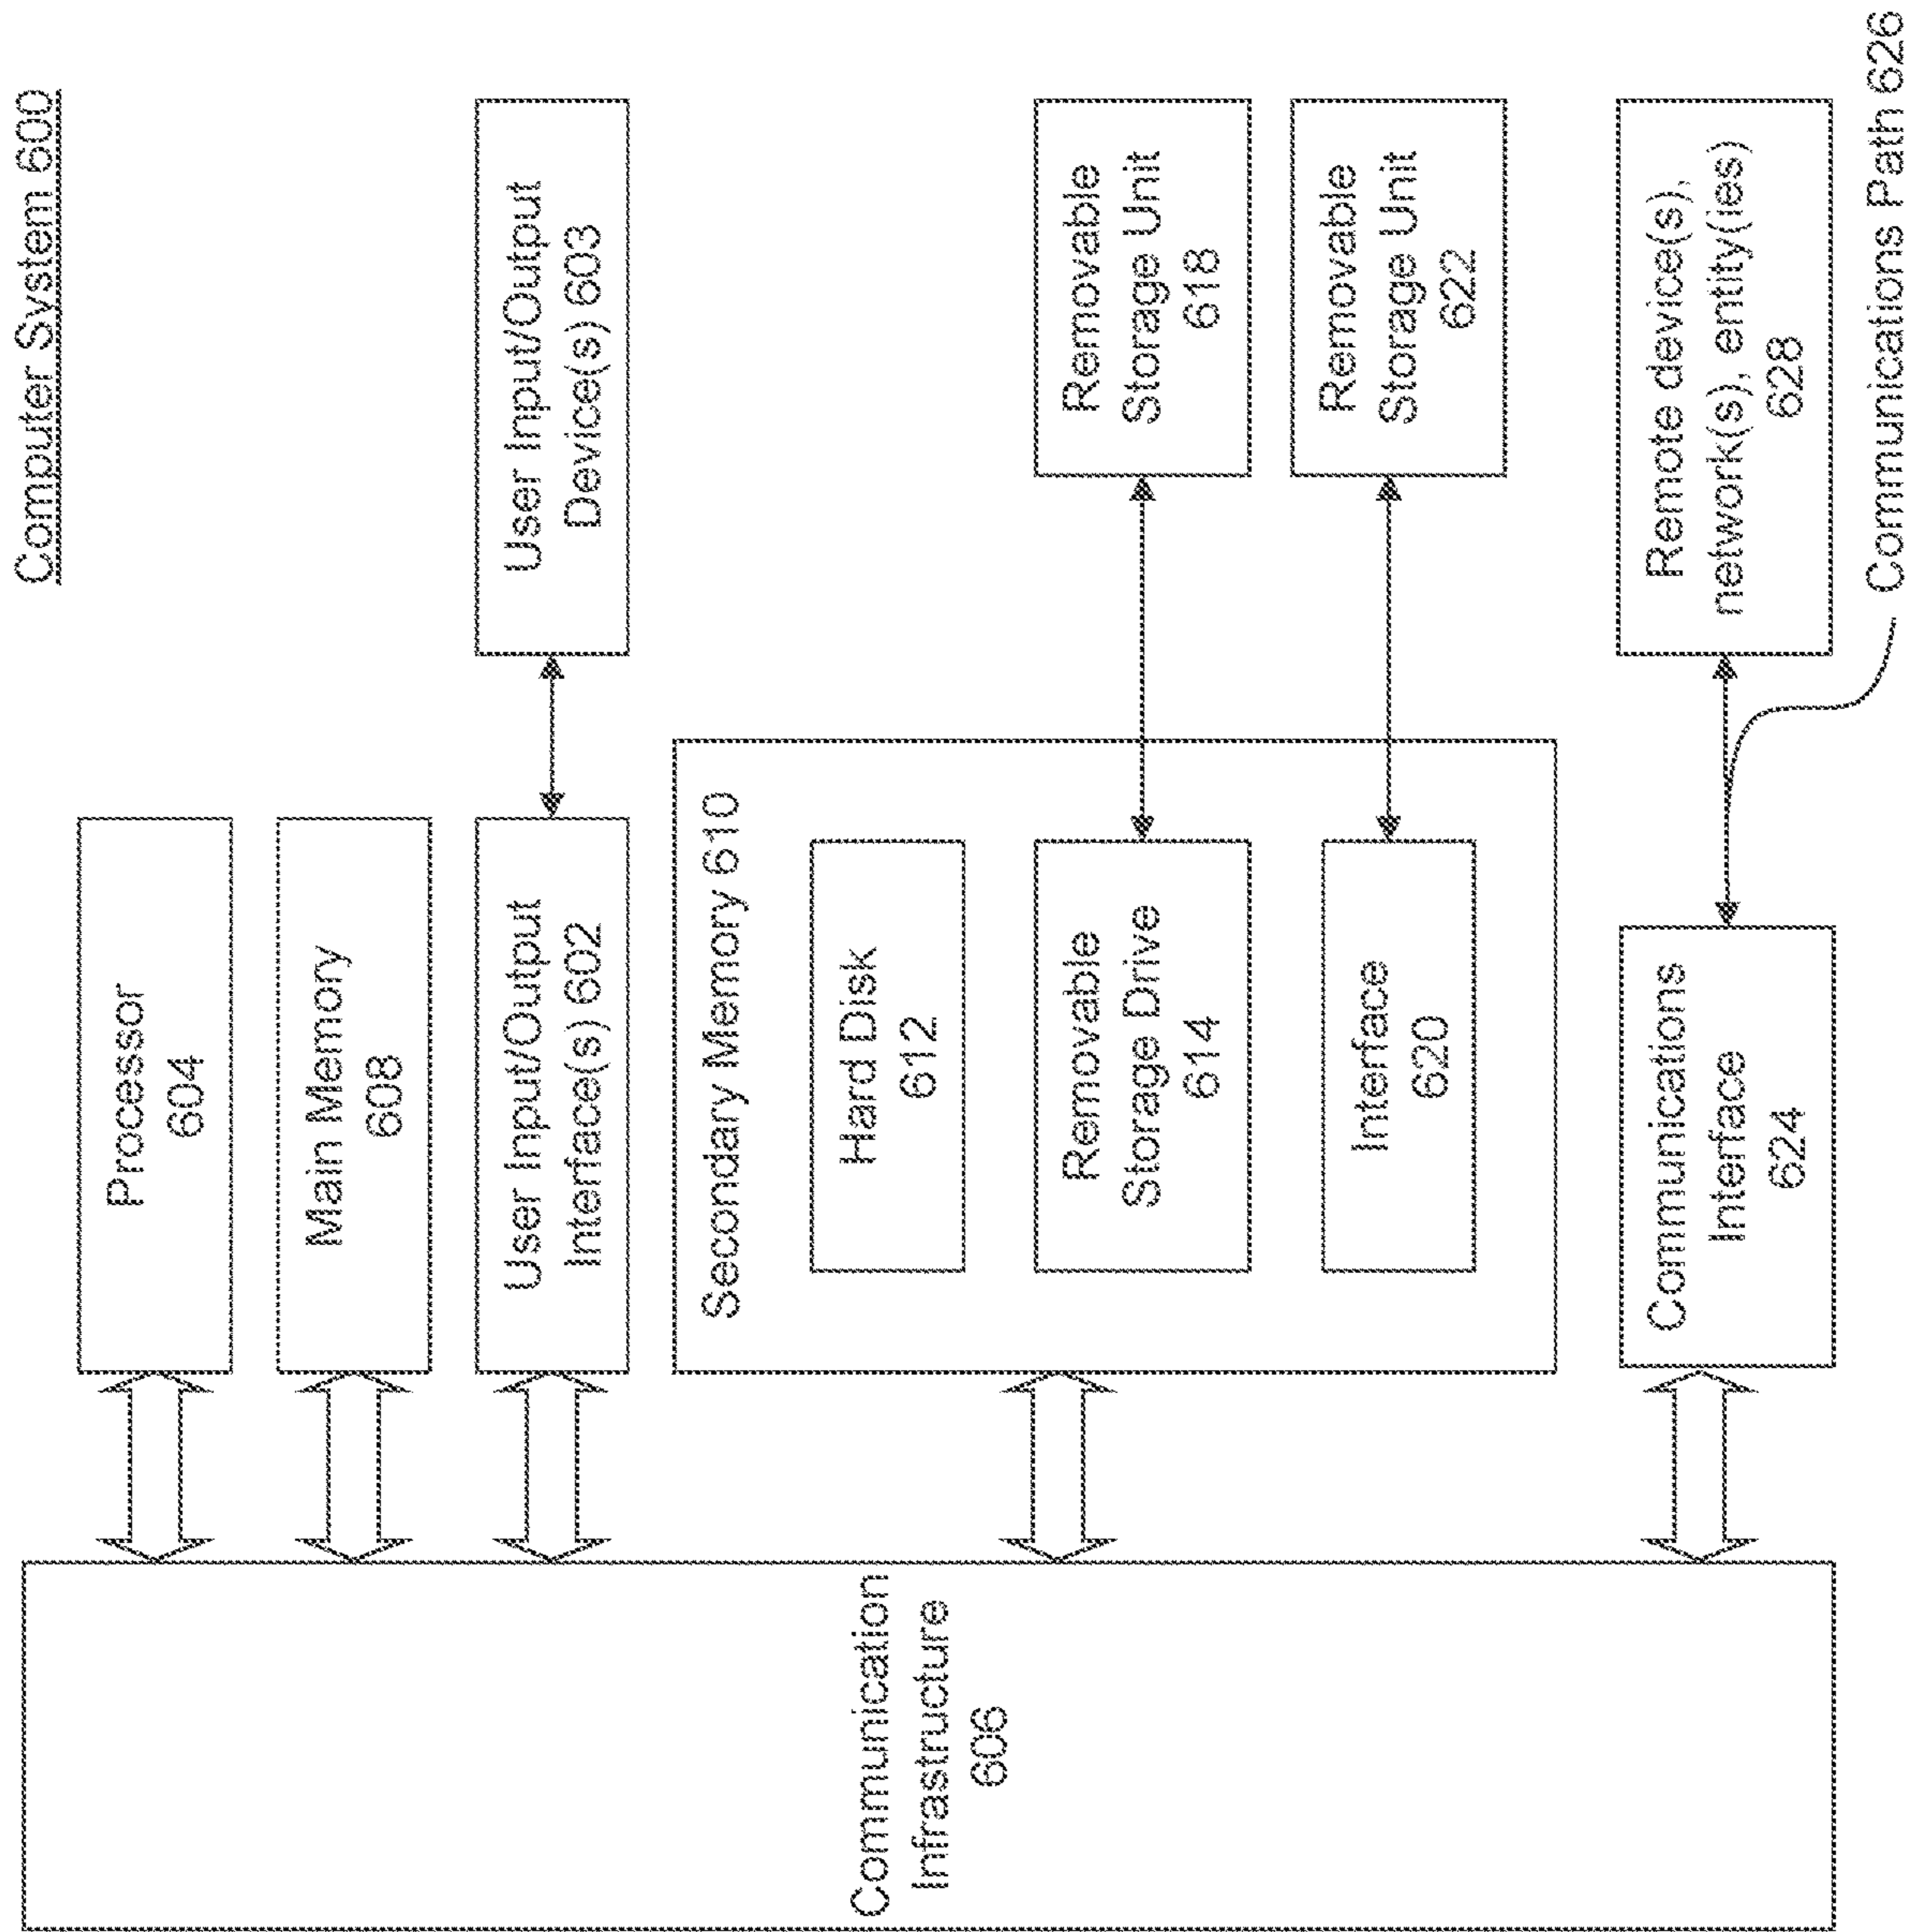 Computer System 600
Processor
604
Main Memory
608
User Input/Output
Interface(s) 602
User Input/Output
Device(s) 603
Secondary Memory 610
Hard Disk
612
Removable
Storage Drive
614
Removable
Storage Unit
618
Interface
620
Removable
Storage Unit
622
Communications
Interface
624
Remote device(s),
network(s), entity(ies)
628
Communications Path 626
Communication
Infrastructure
606